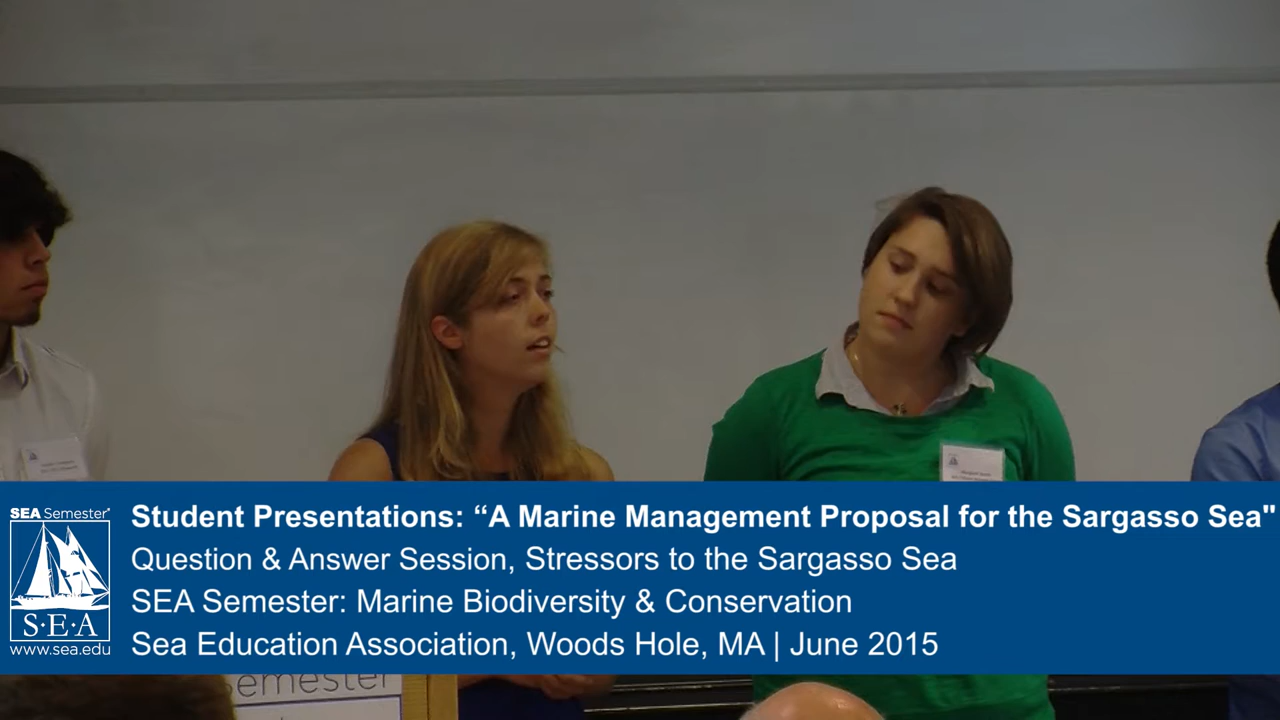 SEA Semester®
S·E·A
www.sea.edu
Student Presentations: “A Marine Management Proposal for the Sargasso Sea"
Question & Answer Session, Stressors to the Sargasso Sea
SEA Semester: Marine Biodiversity & Conservation
Sea Education Association, Woods Hole, MA | June 2015
semester